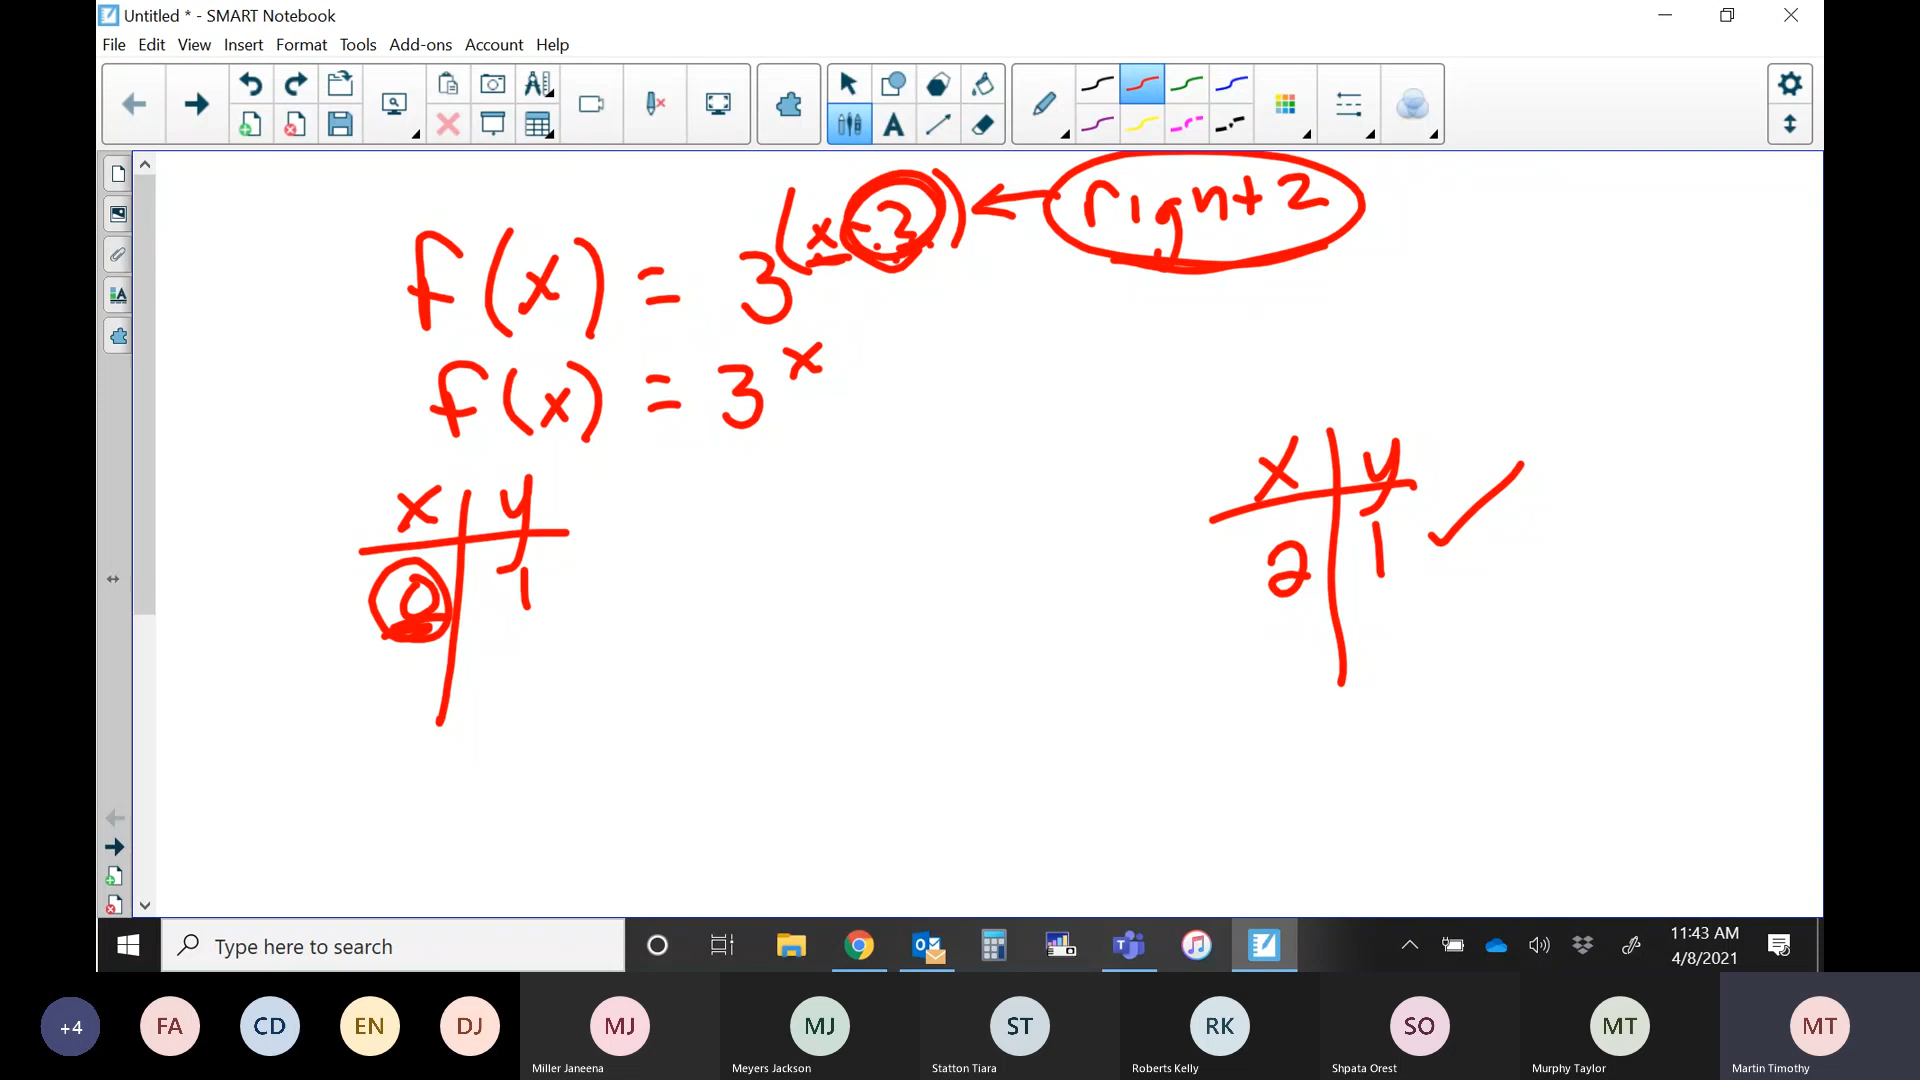 Untitled * - SMART Notebook
File Edit View Insert Format Tools Add-ons Account Help
f(x) = 3^(x-2) ← right 2
f(x) = 3^x
x y
0 1
x y
2 1 ✓
Type here to search
11:43 AM
4/8/2021
+4 FA CD EN DJ MJ MJ ST RK SO MT MT
Miller Janeena Meyers Jackson Statton Tiara Roberts Kelly Shpata Orest Murphy Taylor Martin Timothy